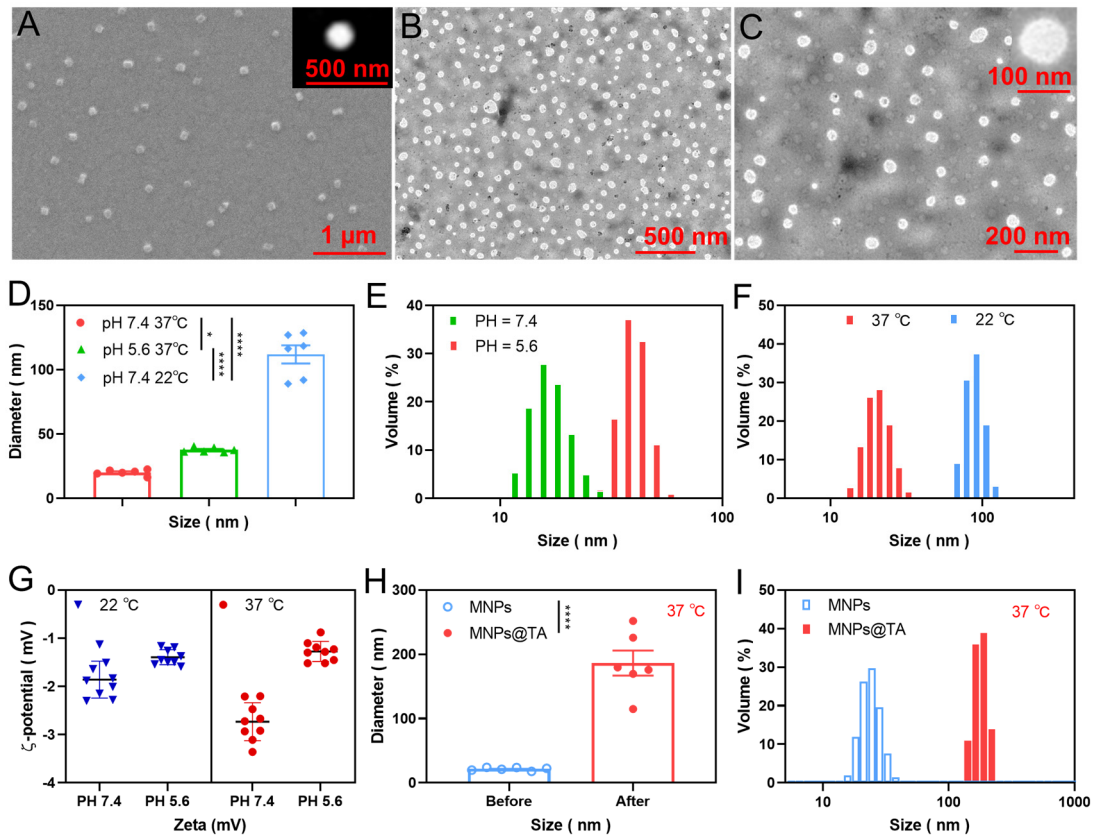 A
500 nm
1 μm
B
500 nm
C
100 nm
200 nm
D
Diameter ( nm )
150
100
50
0
pH 7.4 37℃
pH 5.6 37℃
pH 7.4 22℃
*
****
****
Size ( nm )
E
Volume ( % )
40
30
20
10
0
PH = 7.4
PH = 5.6
10
100
Size ( nm )
F
Volume ( % )
50
40
30
20
10
0
37 ℃
22 ℃
10
100
Size ( nm )
G
ζ-potential ( mV )
0
-1
-2
-3
-4
22 ℃
37 ℃
PH 7.4
PH 5.6
PH 7.4
PH 5.6
Zeta (mV)
H
Diameter ( nm )
300
200
100
0
MNPs
MNPs@TA
****
37 ℃
Before
After
Size ( nm )
I
Volume ( % )
50
40
30
20
10
0
MNPs
MNPs@TA
37 ℃
10
100
1000
Size ( nm )